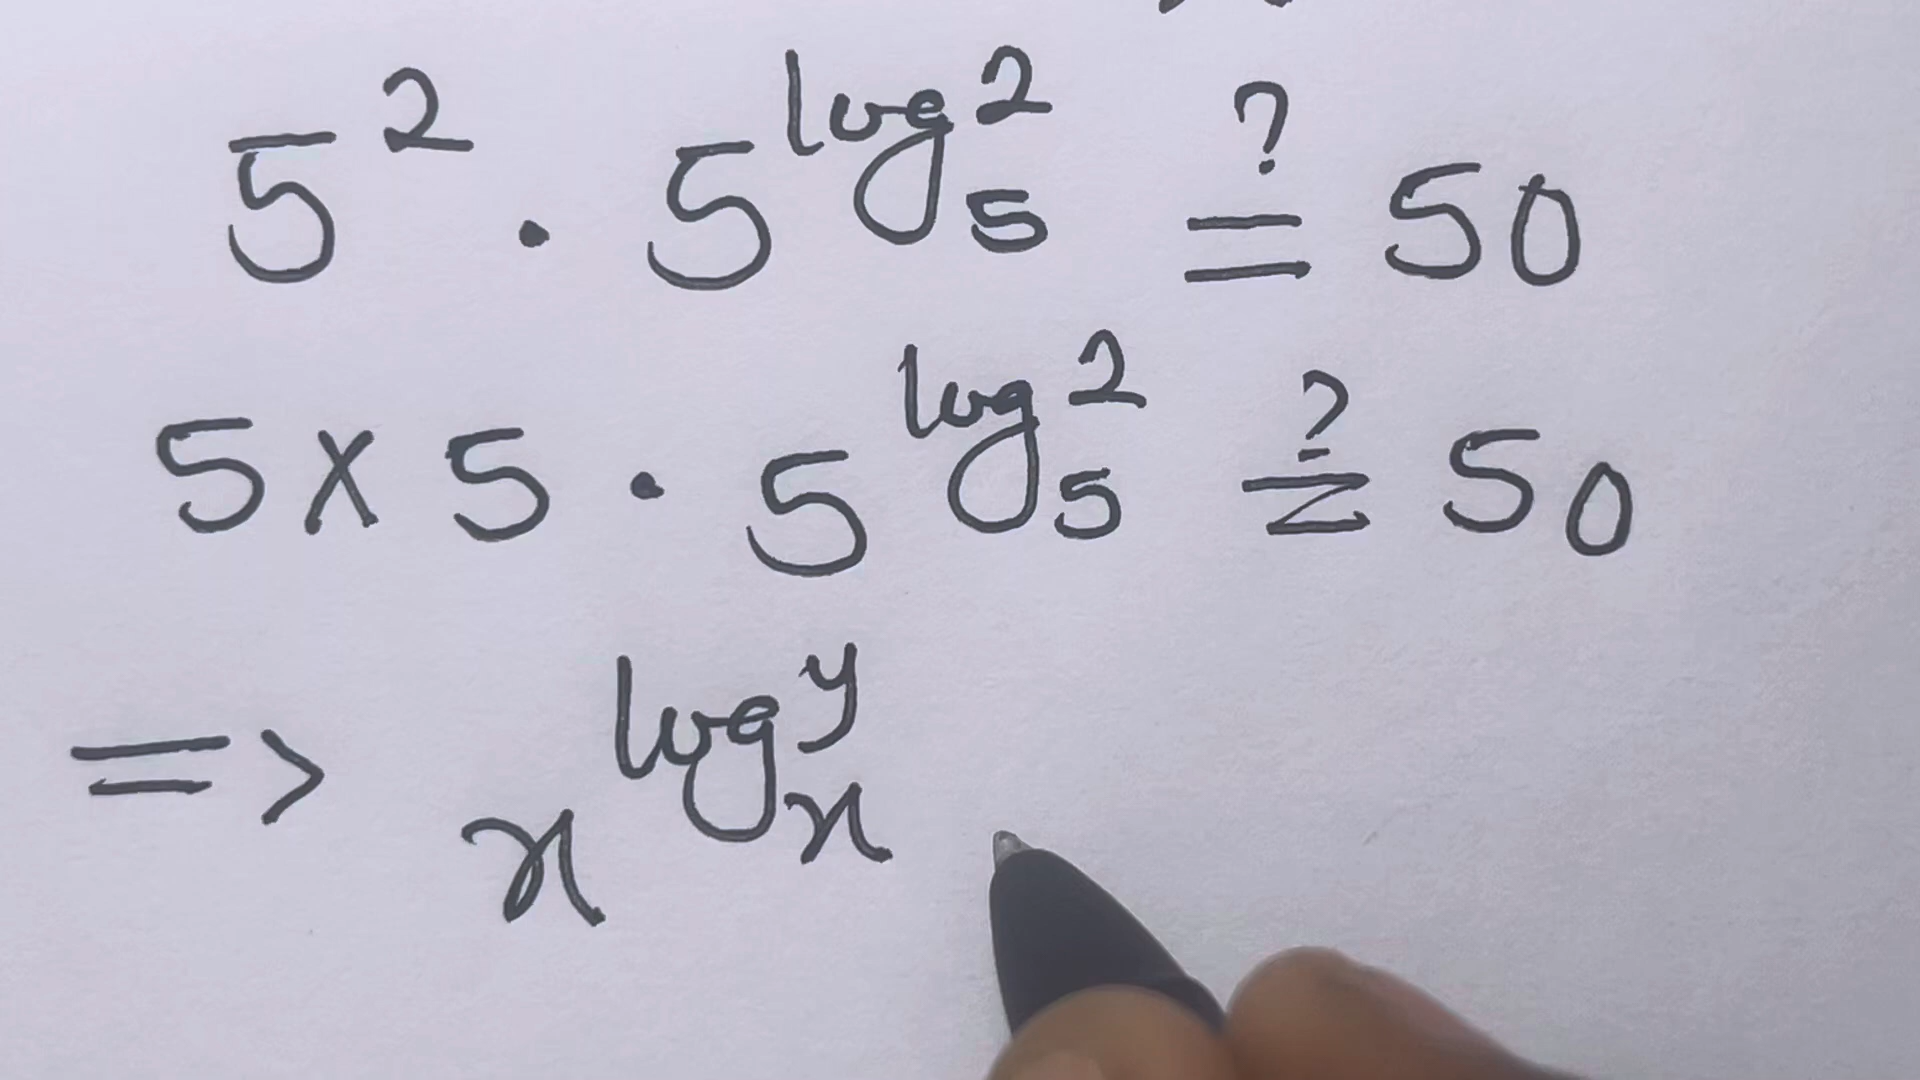 5² · 5^log₅2 ≟ 50
5 × 5 · 5^log₅2 ≟ 50
=> x^logₓy